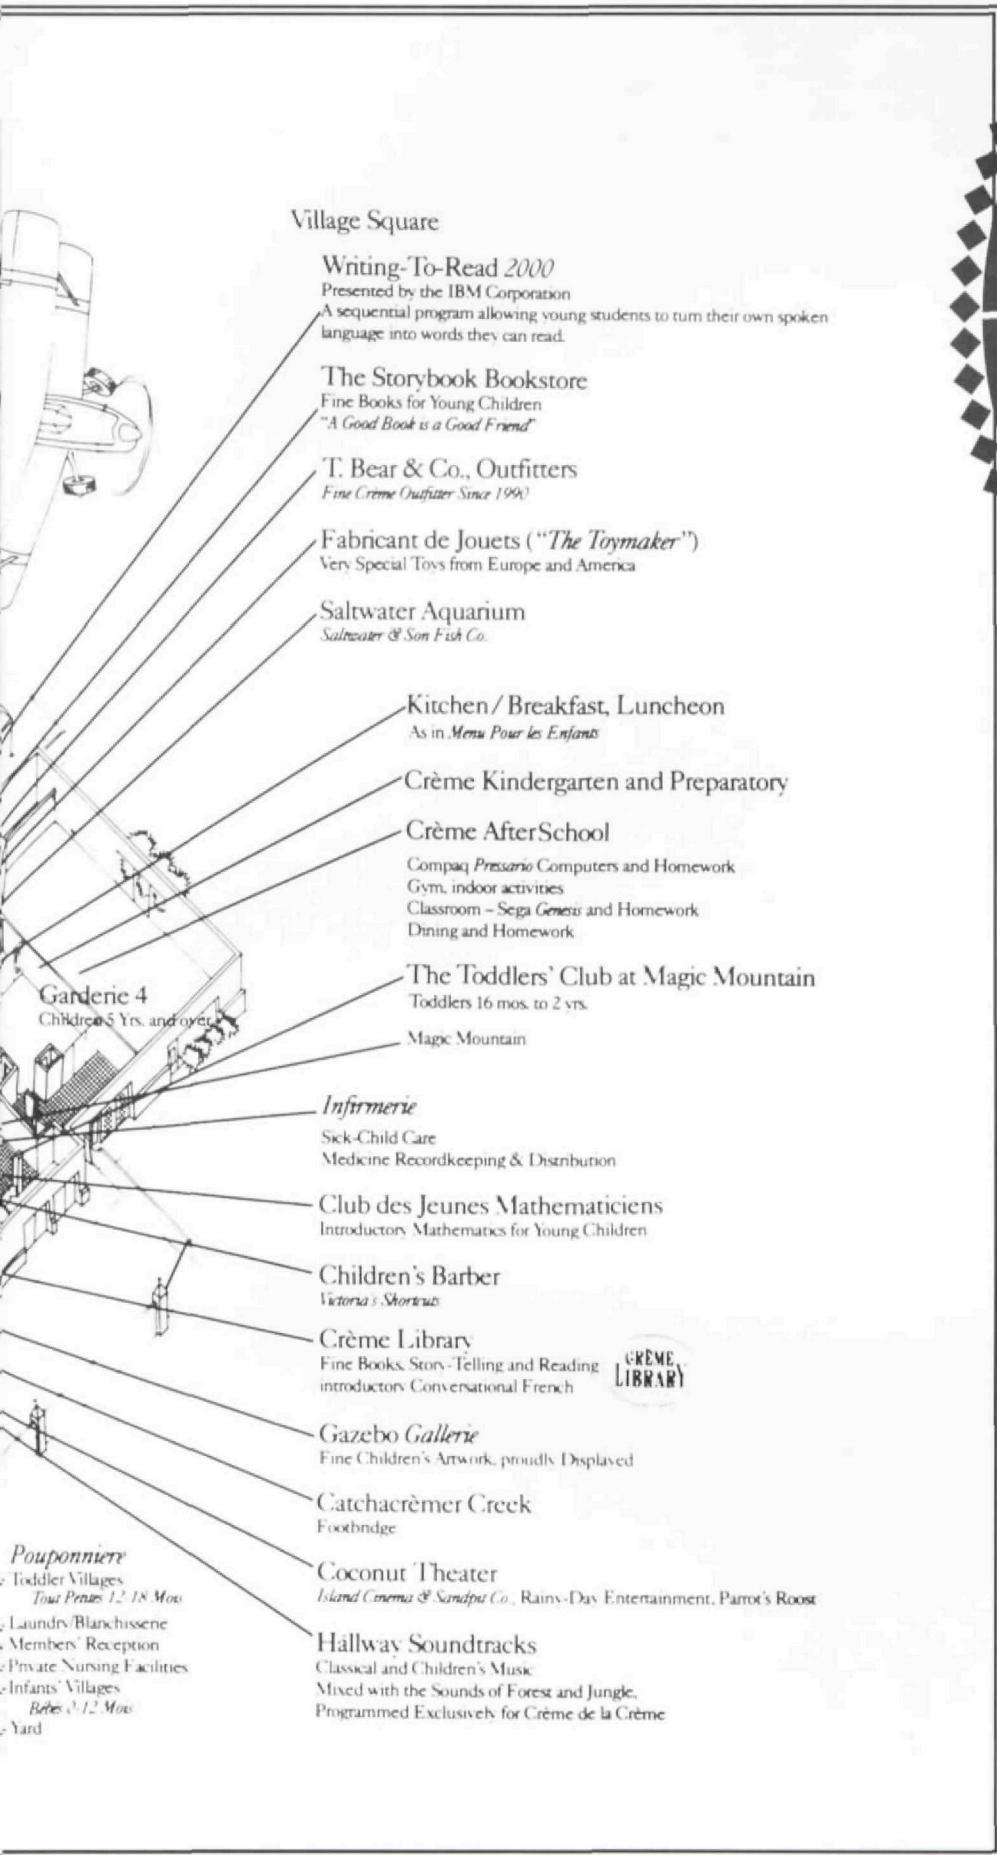 Village Square
Writing-To-Read 2000
Presented by the IBM Corporation
A sequential program allowing young students to turn their own spoken
language into words they can read.
The Storybook Bookstore
Fine Books for Young Children
"A Good Book is a Good Friend"
T. Bear & Co., Outfitters
Fine Crème Outfitter Since 1990
Fabricant de Jouets ("The Toymaker")
Very Special Toys from Europe and America
Saltwater Aquarium
Saltwater & Son Fish Co.
Kitchen/Breakfast, Luncheon
As in Menu Pour les Enfants
Crème Kindergarten and Preparatory
Crème AfterSchool
Compaq Pressario Computers and Homework
Gym, indoor activities
Classroom – Sega Genesis and Homework
Dining and Homework
Garderie 4
Children 5 Yrs. and over
The Toddlers' Club at Magic Mountain
Toddlers 16 mos. to 2 yrs.
Magic Mountain
Infirmerie
Sick-Child Care
Medicine Recordkeeping & Distribution
Club des Jeunes Mathematiciens
Introductory Mathematics for Young Children
Children's Barber
Victoria's Shortcuts
Crème Library
Fine Books, Story-Telling and Reading
introductory Conversational French
CRÈME
LIBRARY
Gazebo Gallerie
Fine Children's Artwork, proudly Displayed
Catchacrèmer Creek
Footbridge
Coconut Theater
Island Cinema & Sandpit Co., Rainy-Day Entertainment, Parrot's Roost
Hallway Soundtracks
Classical and Children's Music
Mixed with the Sounds of Forest and Jungle,
Programmed Exclusively for Crème de la Crème
Pouponniere
Toddler Villages
Tout Petites 12-18 Mois
Laundry/Blanchisserie
Members' Reception
Private Nursing Facilities
Infants' Villages
Bébés 0-12 Mois
Yard